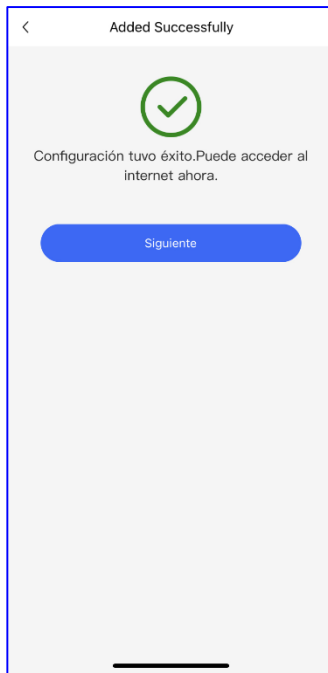 Added Successfully
Configuración tuvo éxito.Puede acceder al
internet ahora.
Siguiente